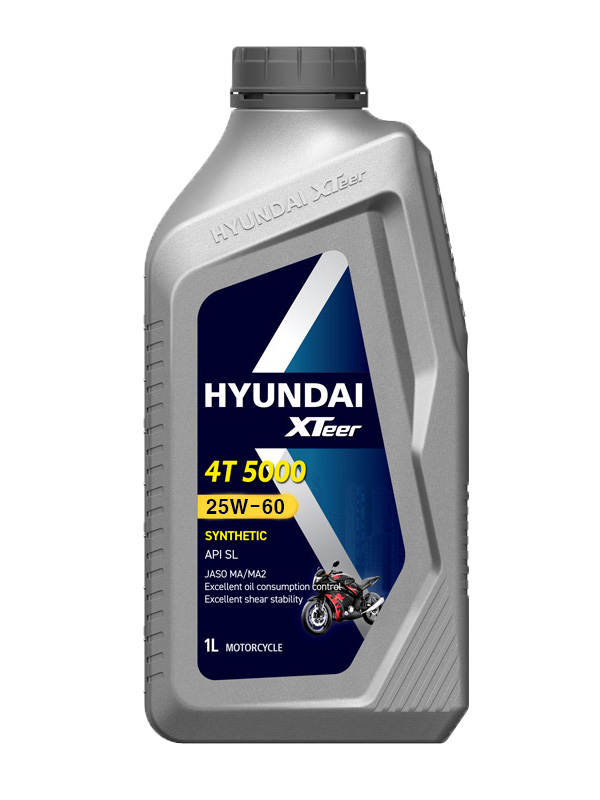 HYUNDAI XTeer
HYUNDAI
XTeer
4T 5000
25W-60
SYNTHETIC
API SL
JASO MA/MA2
Excellent oil consumption control
Excellent shear stability
1L MOTORCYCLE